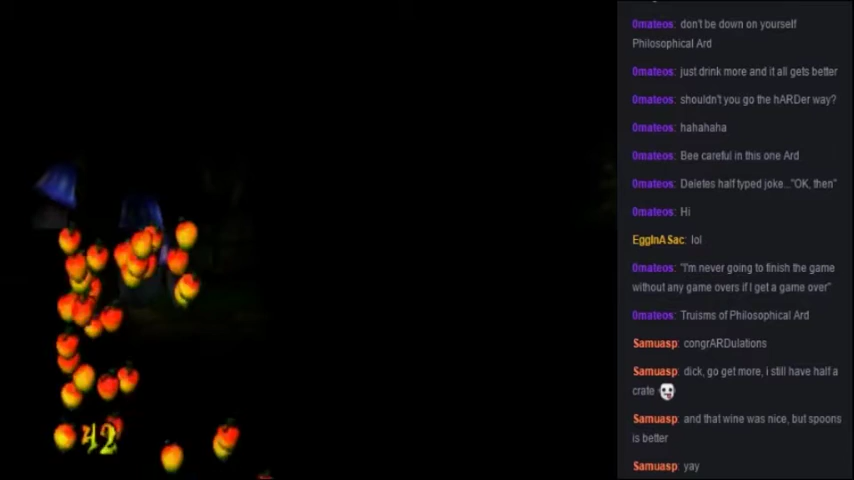 0mateos: don't be down on yourself
Philosophical Ard
0mateos: just drink more and it all gets better
0mateos: shouldn't you go the hARDer way?
0mateos: hahahaha
0mateos: Bee careful in this one Ard
0mateos: Deletes half typed joke..."OK, then"
0mateos: Hi
EggInASac: lol
0mateos: "I'm never going to finish the game
without any game overs if I get a game over"
0mateos: Truisms of Philosophical Ard
Samuasp: congrARDulations
Samuasp: dick, go get more, i still have half a
crate
Samuasp: and that wine was nice, but spoons
is better
Samuasp: yay
42